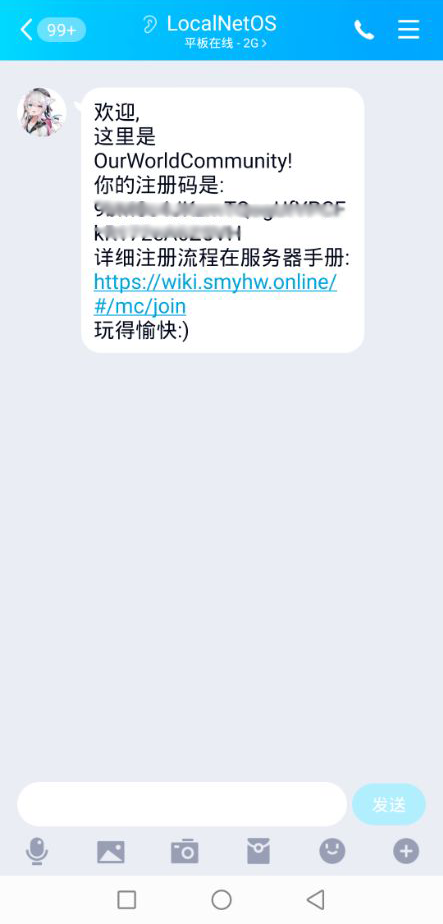 99+
LocalNetOS
平板在线 - 2G
欢迎,
这里是
OurWorldCommunity!
你的注册码是:
详细注册流程在服务器手册:
https://wiki.smyhw.online/
#/mc/join
玩得愉快:)
发送